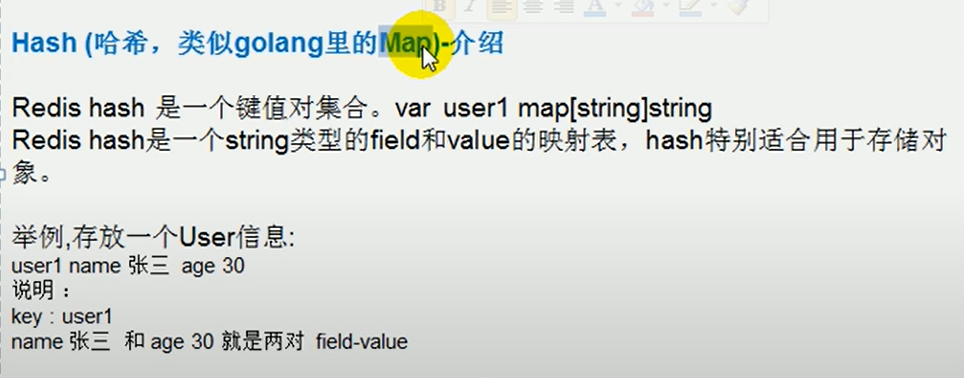 Hash (哈希，类似golang里的Map)-介绍
Redis hash 是一个键值对集合。var user1 map[string]string
Redis hash是一个string类型的field和value的映射表，hash特别适合用于存储对
象。
举例,存放一个User信息:
user1 name 张三 age 30
说明 :
key : user1
name 张三 和 age 30 就是两对 field-value